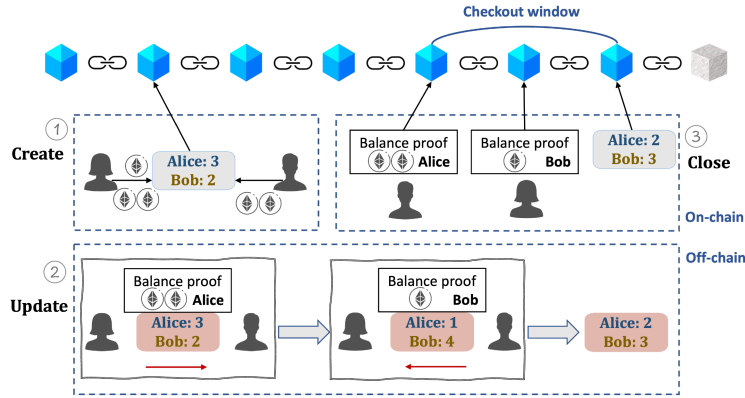 Checkout window
1
Create
Alice: 3
Bob: 2
Balance proof
Alice
Balance proof
Bob
Alice: 2
Bob: 3
3
Close
On-chain
Off-chain
2
Update
Balance proof
Alice
Alice: 3
Bob: 2
Balance proof
Bob
Alice: 1
Bob: 4
Alice: 2
Bob: 3